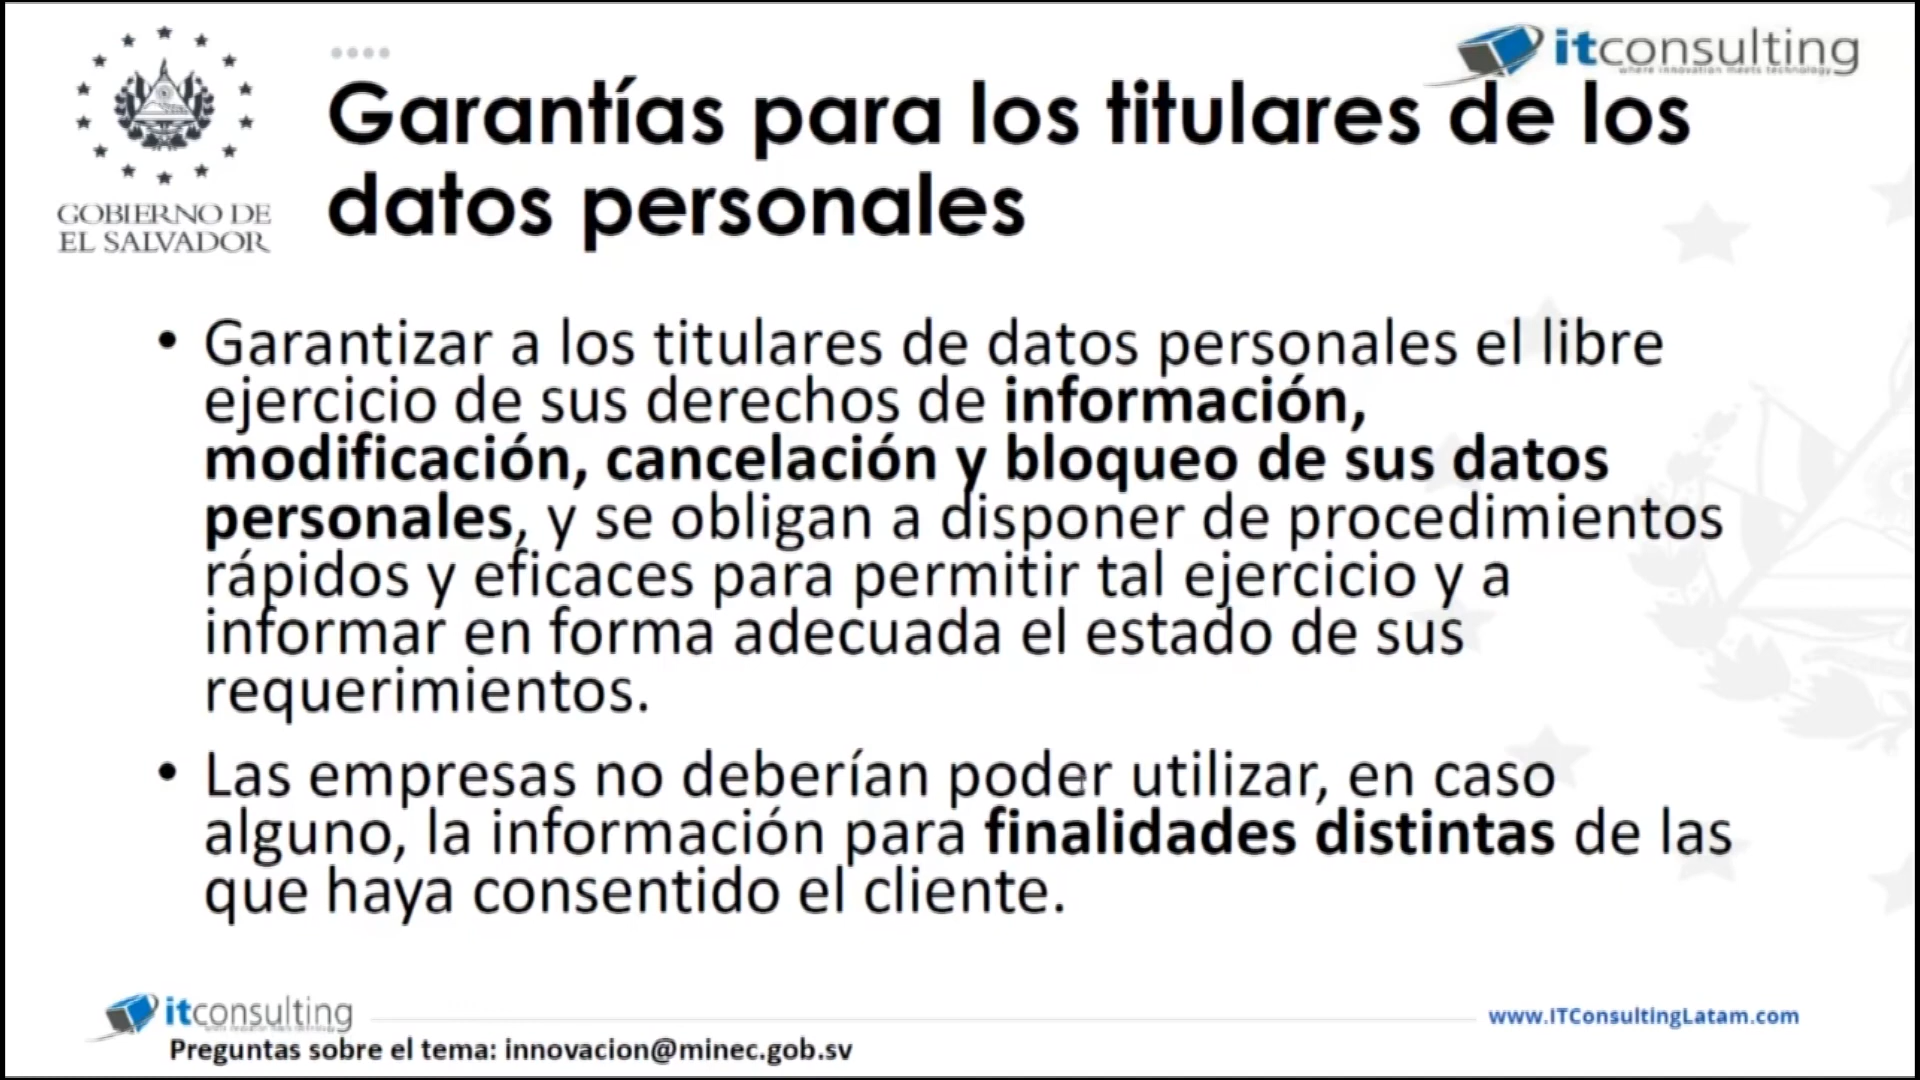 GOBIERNO DE
EL SALVADOR
itconsulting
where innovation meets technology
Garantías para los titulares de los
datos personales
• Garantizar a los titulares de datos personales el libre
ejercicio de sus derechos de información,
modificación, cancelación y bloqueo de sus datos
personales, y se obligan a disponer de procedimientos
rápidos y eficaces para permitir tal ejercicio y a
informar en forma adecuada el estado de sus
requerimientos.
• Las empresas no deberían poder utilizar, en caso
alguno, la información para finalidades distintas de las
que haya consentido el cliente.
itconsulting
www.ITConsultingLatam.com
Preguntas sobre el tema: innovacion@minec.gob.sv